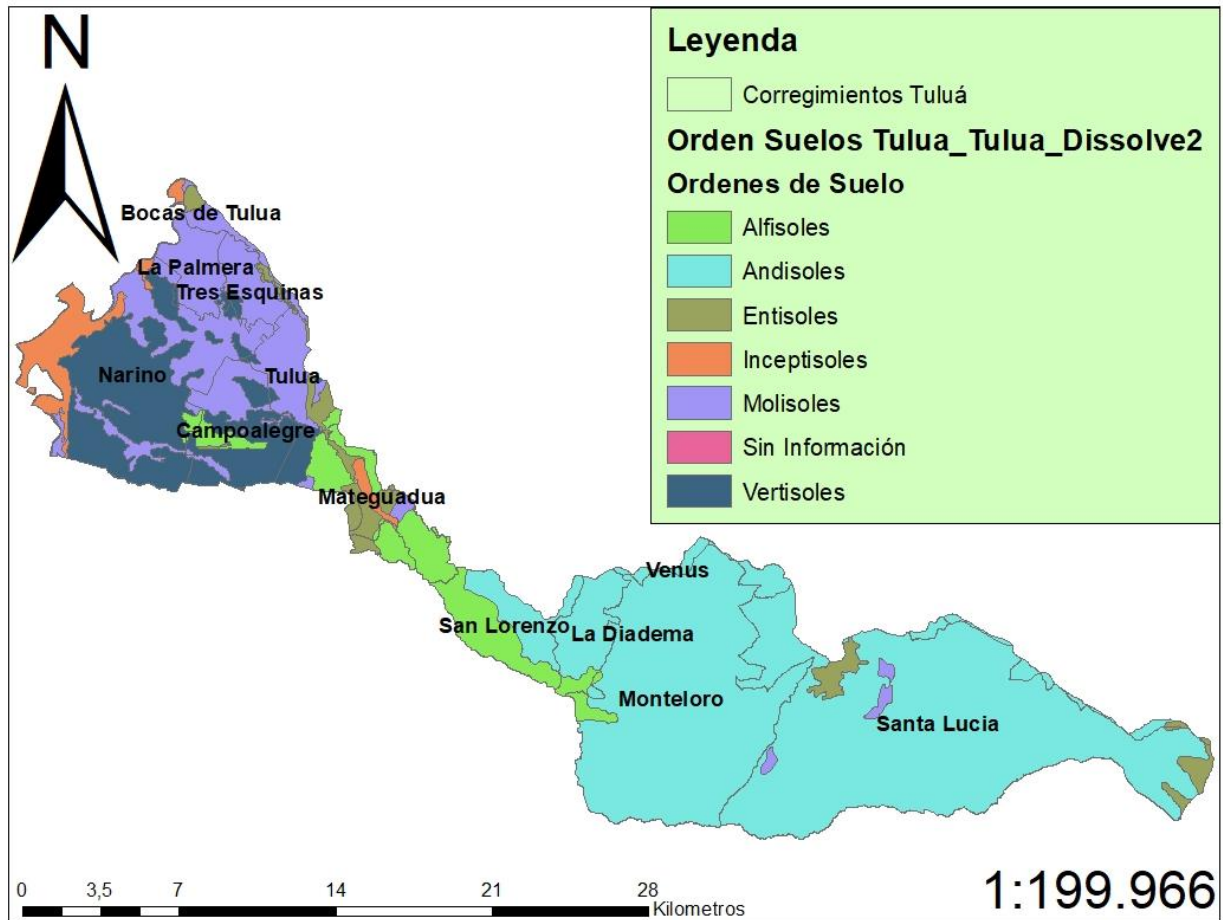 N
Leyenda
Corregimientos Tuluá
Orden Suelos Tulua_Tulua_Dissolve2
Ordenes de Suelo
Alfisoles
Andisoles
Entisoles
Inceptisoles
Molisoles
Sin Información
Vertisoles
Bocas de Tulua
La Palmera
Tres Esquinas
Narino
Tulua
Campoalegre
Mateguadua
Venus
San Lorenzo
La Diadema
Monteloro
Santa Lucia
0 3,5 7 14 21 28
Kilometros
1:199.966